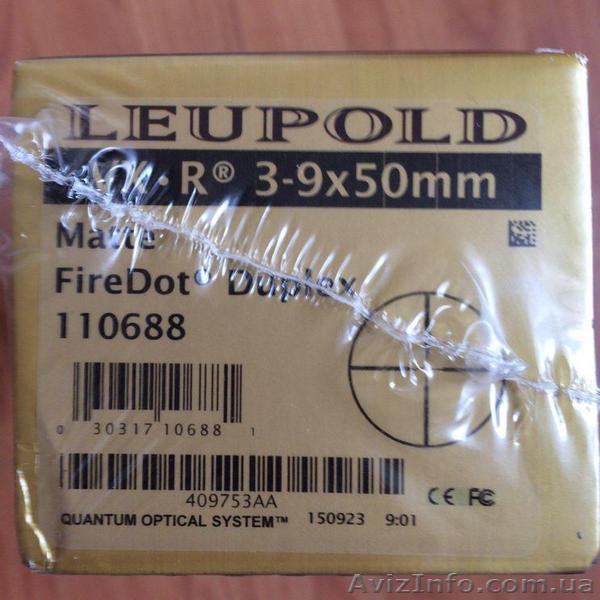 LEUPOLD
R® 3-9x50mm
Matte
FireDot® Duplex
110688
0 30317 10688 1
409753AA
CE FC
QUANTUM OPTICAL SYSTEM™ 150923 9:01
AvizInfo.com.ua